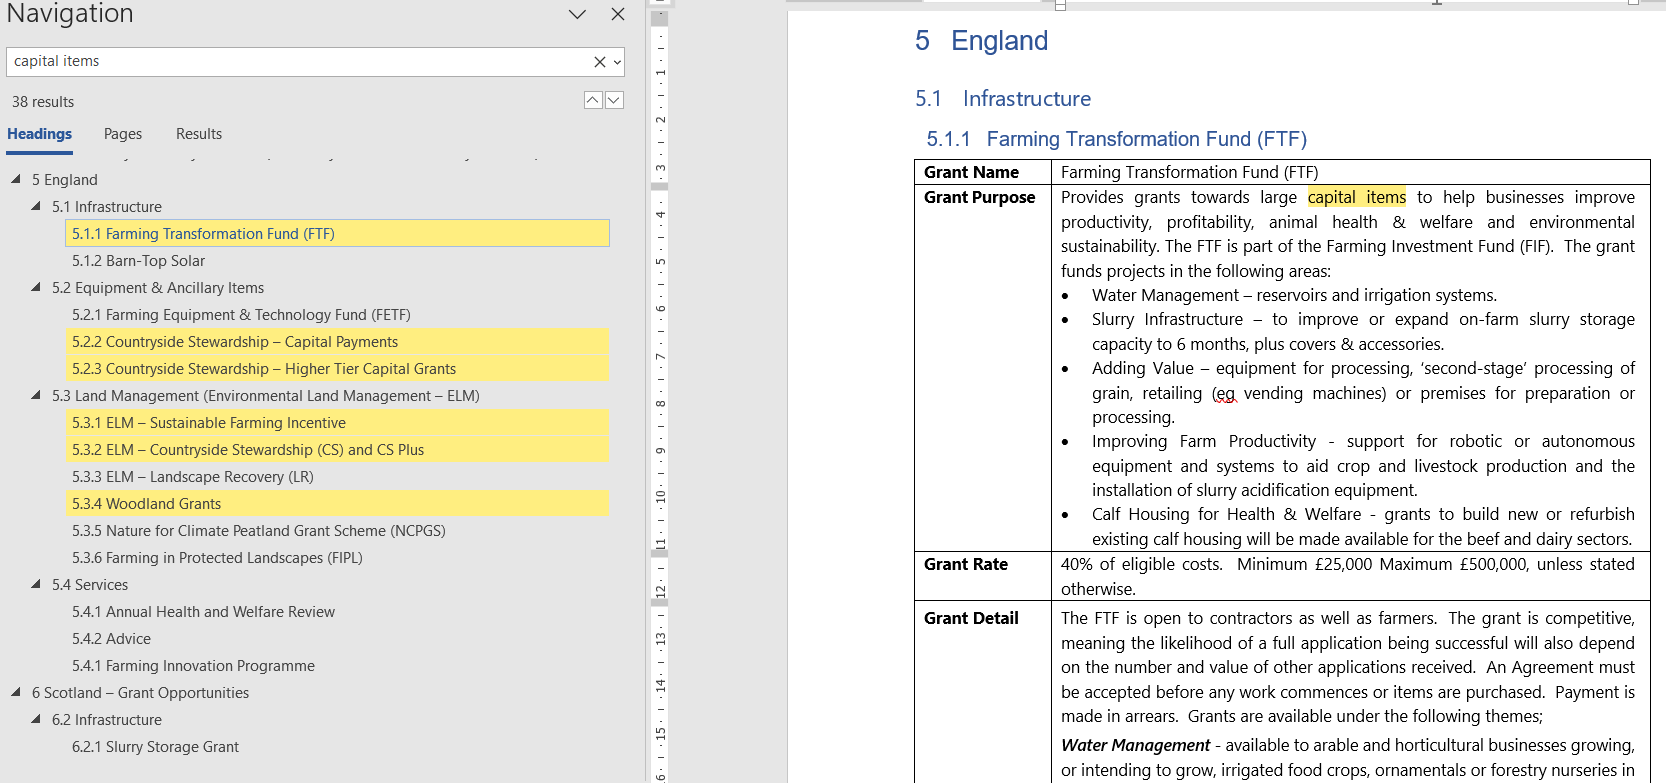 Navigation
capital items
38 results
Headings Pages Results
5 England
5.1 Infrastructure
5.1.1 Farming Transformation Fund (FTF)
5.1.2 Barn-Top Solar
5.2 Equipment & Ancillary Items
5.2.1 Farming Equipment & Technology Fund (FETF)
5.2.2 Countryside Stewardship – Capital Payments
5.2.3 Countryside Stewardship – Higher Tier Capital Grants
5.3 Land Management (Environmental Land Management – ELM)
5.3.1 ELM – Sustainable Farming Incentive
5.3.2 ELM – Countryside Stewardship (CS) and CS Plus
5.3.3 ELM – Landscape Recovery (LR)
5.3.4 Woodland Grants
5.3.5 Nature for Climate Peatland Grant Scheme (NCPGS)
5.3.6 Farming in Protected Landscapes (FIPL)
5.4 Services
5.4.1 Annual Health and Welfare Review
5.4.2 Advice
5.4.1 Farming Innovation Programme
6 Scotland – Grant Opportunities
6.2 Infrastructure
6.2.1 Slurry Storage Grant
1
2
3
4
5
6
7
8
9
10
11
12
13
14
15
16
5 England
5.1 Infrastructure
5.1.1 Farming Transformation Fund (FTF)
Grant Name Farming Transformation Fund (FTF)
Grant Purpose Provides grants towards large capital items to help businesses improve
productivity, profitability, animal health & welfare and environmental
sustainability. The FTF is part of the Farming Investment Fund (FIF). The grant
funds projects in the following areas:
• Water Management – reservoirs and irrigation systems.
• Slurry Infrastructure – to improve or expand on-farm slurry storage
capacity to 6 months, plus covers & accessories.
• Adding Value – equipment for processing, ‘second-stage’ processing of
grain, retailing (eg vending machines) or premises for preparation or
processing.
• Improving Farm Productivity - support for robotic or autonomous
equipment and systems to aid crop and livestock production and the
installation of slurry acidification equipment.
• Calf Housing for Health & Welfare - grants to build new or refurbish
existing calf housing will be made available for the beef and dairy sectors.
Grant Rate 40% of eligible costs. Minimum £25,000 Maximum £500,000, unless stated
otherwise.
Grant Detail The FTF is open to contractors as well as farmers. The grant is competitive,
meaning the likelihood of a full application being successful will also depend
on the number and value of other applications received. An Agreement must
be accepted before any work commences or items are purchased. Payment is
made in arrears. Grants are available under the following themes;
Water Management - available to arable and horticultural businesses growing,
or intending to grow, irrigated food crops, ornamentals or forestry nurseries in